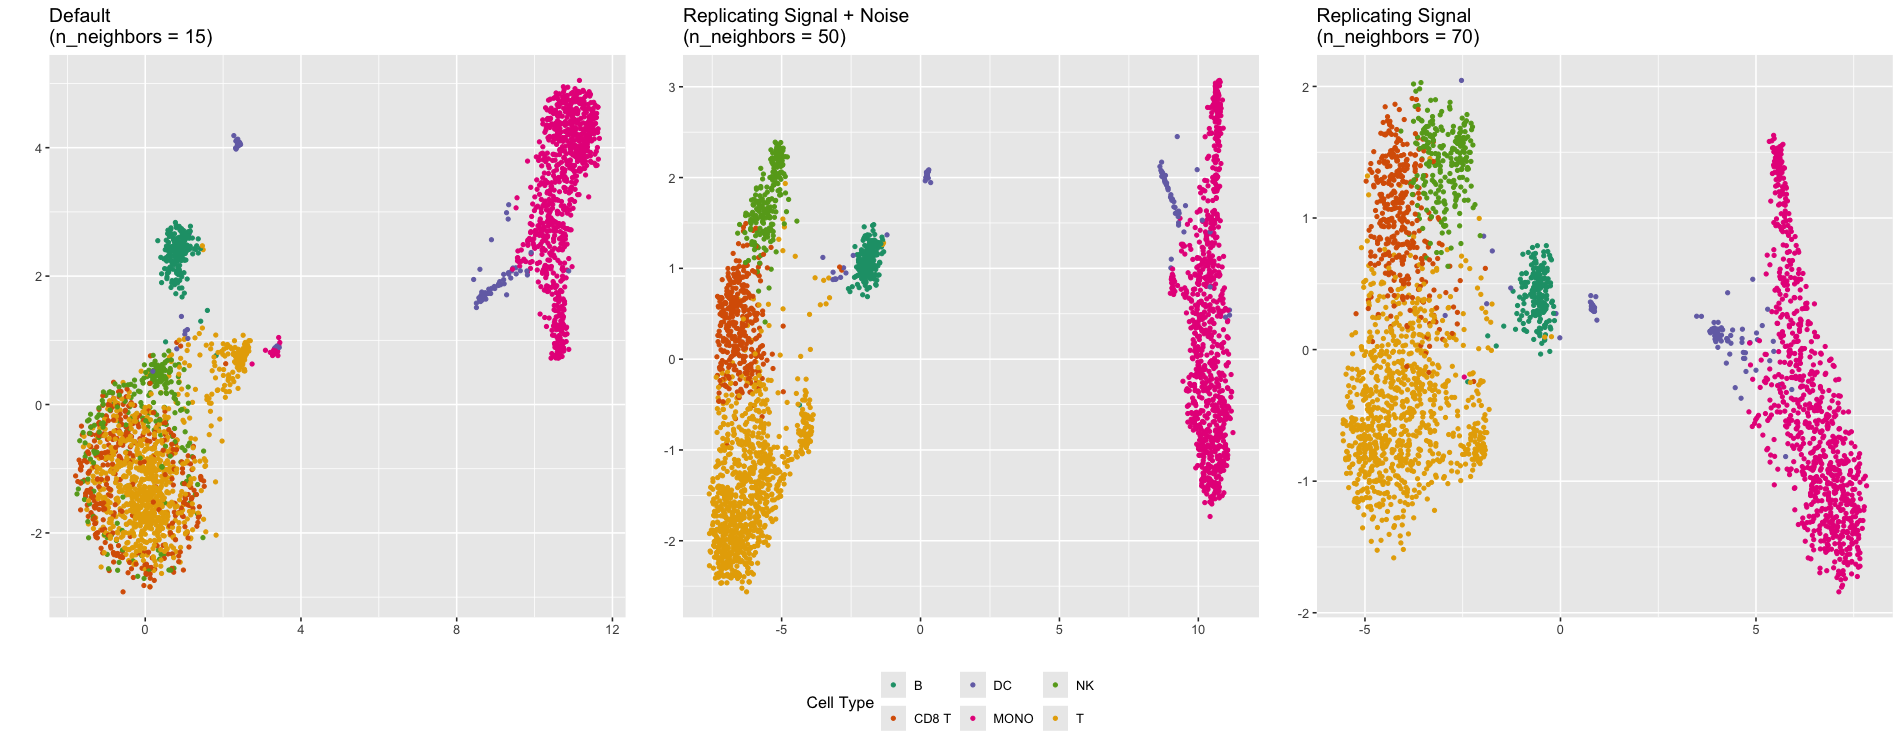 Default
(n_neighbors = 15)
Replicating Signal + Noise
(n_neighbors = 50)
Replicating Signal
(n_neighbors = 70)
4
2
0
-2
0
4
8
12
3
2
1
0
-1
-2
-5
0
5
10
2
1
0
-1
-2
-5
0
5
Cell Type
B
DC
NK
CD8 T
MONO
T